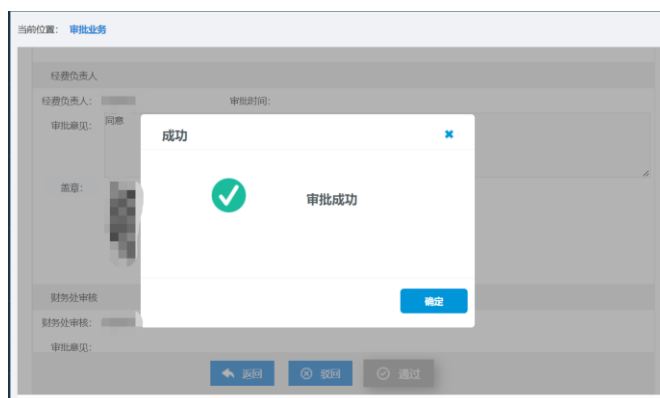 当前位置： 审批业务
经费负责人
经费负责人：
审批时间：
审批意见：
同意
成功
盖章：
审批成功
确定
财务处审核
财务处审核：
审批意见：
返回
驳回
通过